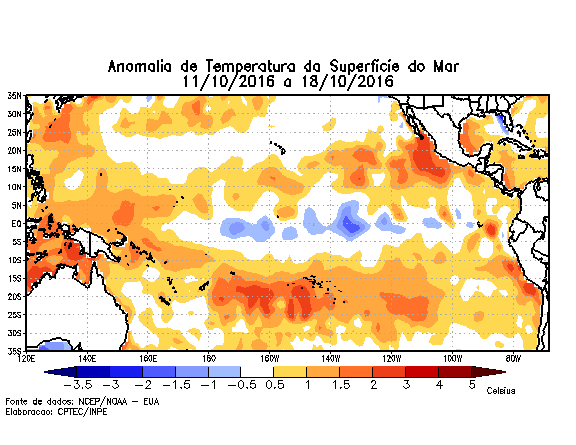 Anomalia de Temperatura da Superficie do Mar
11/10/2016 a 18/10/2016
35N
30N
25N
20N
15N
10N
5N
EQ
5S
10S
15S
20S
25S
30S
35S
120E 140E 160E 180 160W 140W 120W 100W 80W
-3.5 -3 -2 -1.5 -1 -0.5 0.5 1 1.5 2 3 4 5
Celsius
Fonte de dados: NCEP/NOAA - EUA
Elaboracao: CPTEC/INPE